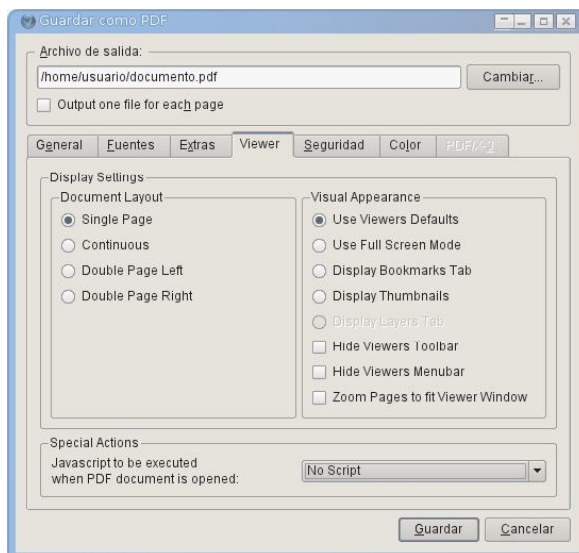 Guardar como PDF
Archivo de salida:
/home/usuario/documento.pdf
Cambiar...
Output one file for each page
General Fuentes Extras Viewer Seguridad Color PDF/X-3
Display Settings
Document Layout
Single Page
Continuous
Double Page Left
Double Page Right
Visual Appearance
Use Viewers Defaults
Use Full Screen Mode
Display Bookmarks Tab
Display Thumbnails
Display Layers Tab
Hide Viewers Toolbar
Hide Viewers Menubar
Zoom Pages to fit Viewer Window
Special Actions
Javascript to be executed
when PDF document is opened:
No Script
Guardar Cancelar